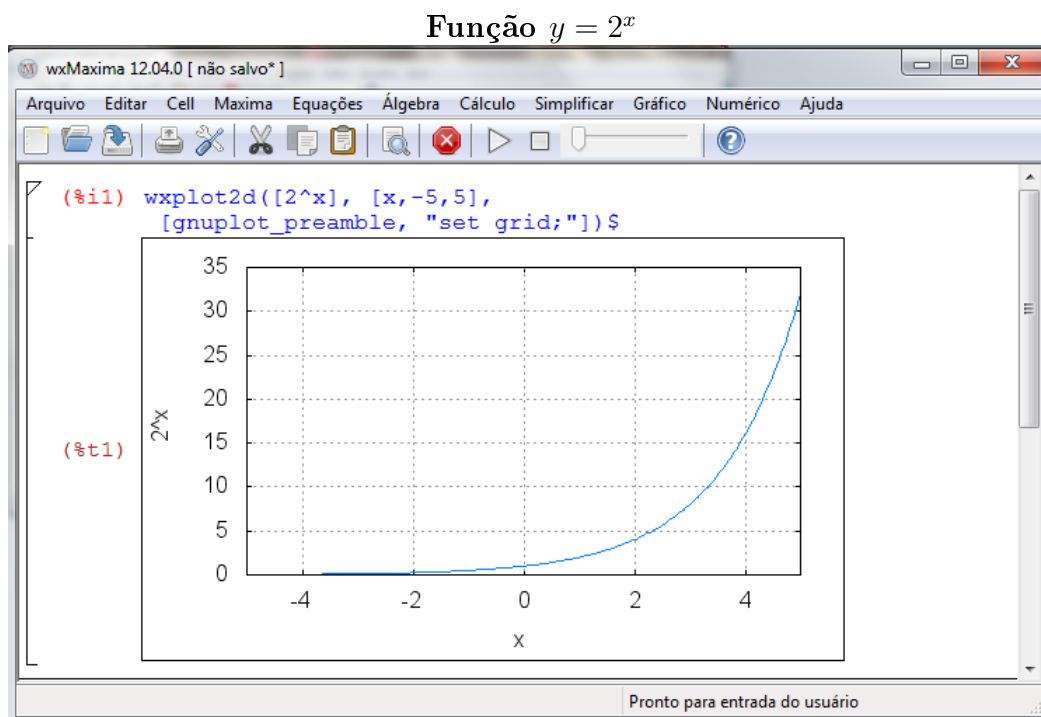 Função y = 2^x
wxMaxima 12.04.0 [ não salvo* ]
Arquivo Editar Cell Maxima Equações Álgebra Cálculo Simplificar Gráfico Numérico Ajuda
(%i1) wxplot2d([2^x], [x,-5,5],
[gnuplot_preamble, "set grid;"])$
(%t1)
2^x
35
30
25
20
15
10
5
0
-4 -2 0 2 4
x
Pronto para entrada do usuário